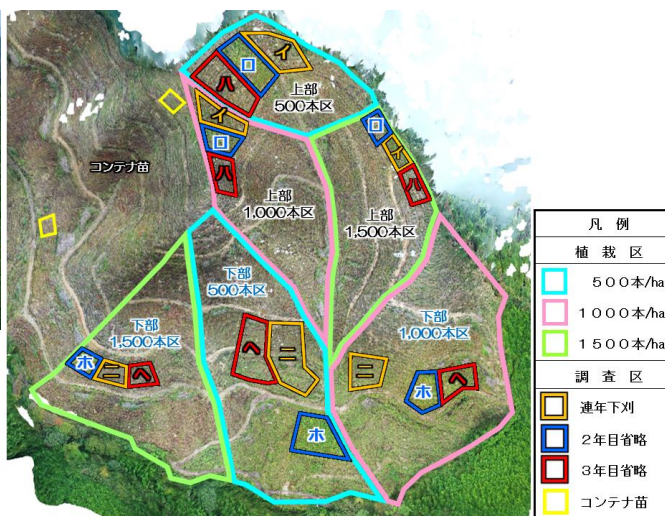 イ
ロ
ハ
上部
500本区
イ
ロ
ハ
ロ
ハ
コンテナ苗
上部
1,000本区
上部
1,500本区
下部
500本区
下部
1,500本区
下部
1,000本区
ホ
ニ
ヘ
ヘ
ニ
ニ
ホ
ヘ
ホ
凡例
植栽区
500本/ha
1000本/ha
1500本/ha
調査区
連年下刈
2年目省略
3年目省略
コンテナ苗